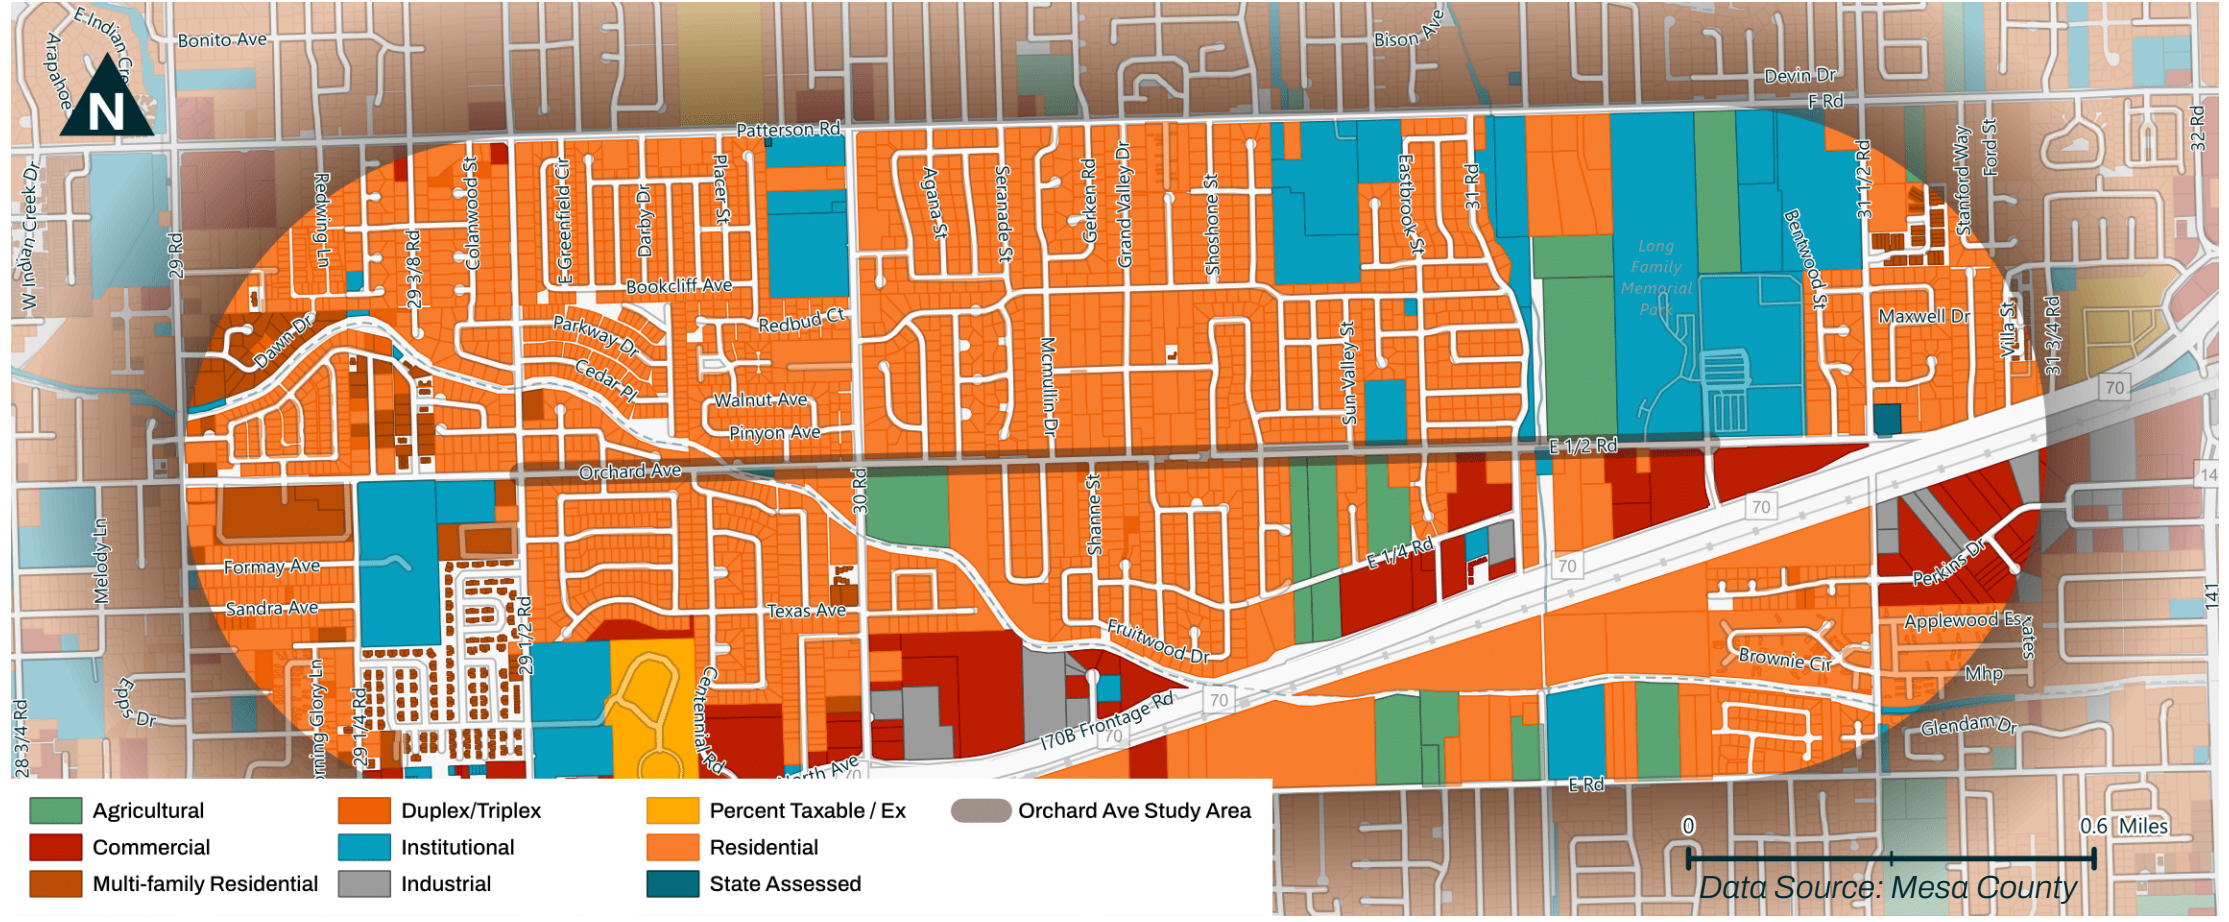 E Indian Cre
Arapahoe
Bonito Ave
Bison Ave
Devin Dr
F Rd
N
Patterson Rd
32 Rd
W Indian Creek Dr
29 Rd
Redwing Ln
29 3/8 Rd
Colanwood St
E Greenfield Cir
Darby Dr
Placer St
Agana St
Seranade St
Gerken Rd
Grand Valley Dr
Shoshone St
Eastbrook St
31 Rd
Long
Family
Memorial
Park
Bentwood St
31 1/2 Rd
Sanford Way
Ford St
Bookcliff Ave
Dawn Dr
Parkway Dr
Redbud Ct
Cedar Pl
Walnut Ave
Pinyon Ave
Mcmullin Dr
Sun Valley St
Maxwell Dr
Villa St
31 3/4 Rd
70
Orchard Ave
E 1/2 Rd
30 Rd
Shanne St
70
14
Melody Ln
Formay Ave
Sandra Ave
29 1/2 Rd
Texas Ave
Fruitwood Dr
E 1/4 Rd
70
Perkins Dr
141
Applewood Estates
Mhp
Brownie Cir
Glendam Dr
28 3/4 Rd
Epps Dr
orning Glory Ln
29 1/4 Rd
Centennial Rd
North Ave
70
I70B Frontage Rd
70
70
E Rd
Agricultural
Duplex/Triplex
Percent Taxable / Ex
Orchard Ave Study Area
Commercial
Institutional
Residential
Multi-family Residential
Industrial
State Assessed
0
0.6 Miles
Data Source: Mesa County